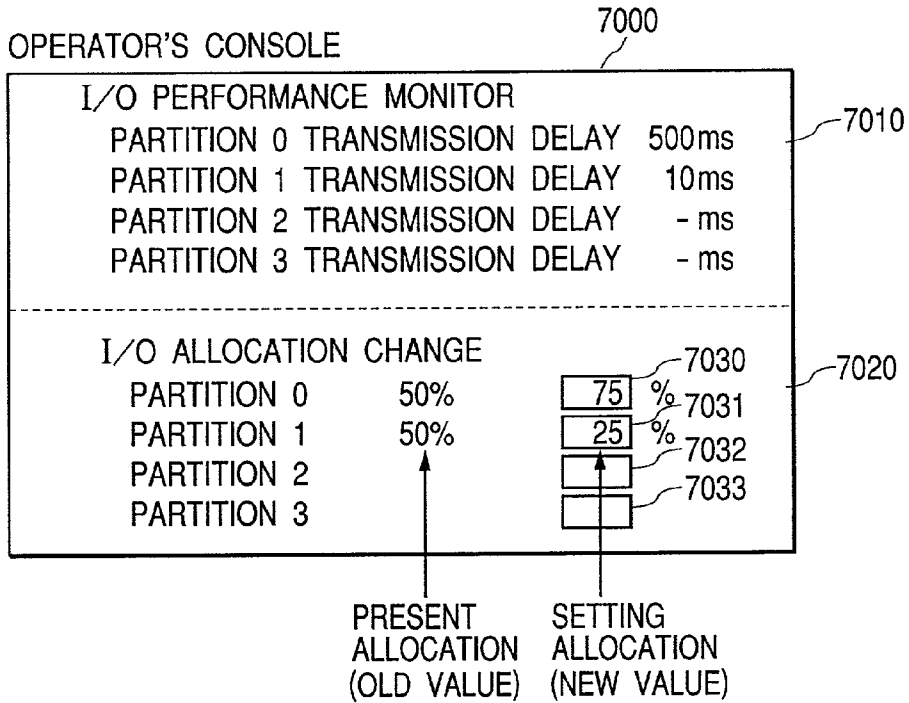 7000
OPERATOR'S CONSOLE
I/O PERFORMANCE MONITOR
7010
PARTITION 0 TRANSMISSION DELAY 500ms
PARTITION 1 TRANSMISSION DELAY 10ms
PARTITION 2 TRANSMISSION DELAY - ms
PARTITION 3 TRANSMISSION DELAY - ms
I/O ALLOCATION CHANGE
7030
7020
PARTITION 0 50% 75 %
7031
PARTITION 1 50% 25 %
7032
PARTITION 2
7033
PARTITION 3
PRESENT ALLOCATION (OLD VALUE)
SETTING ALLOCATION (NEW VALUE)